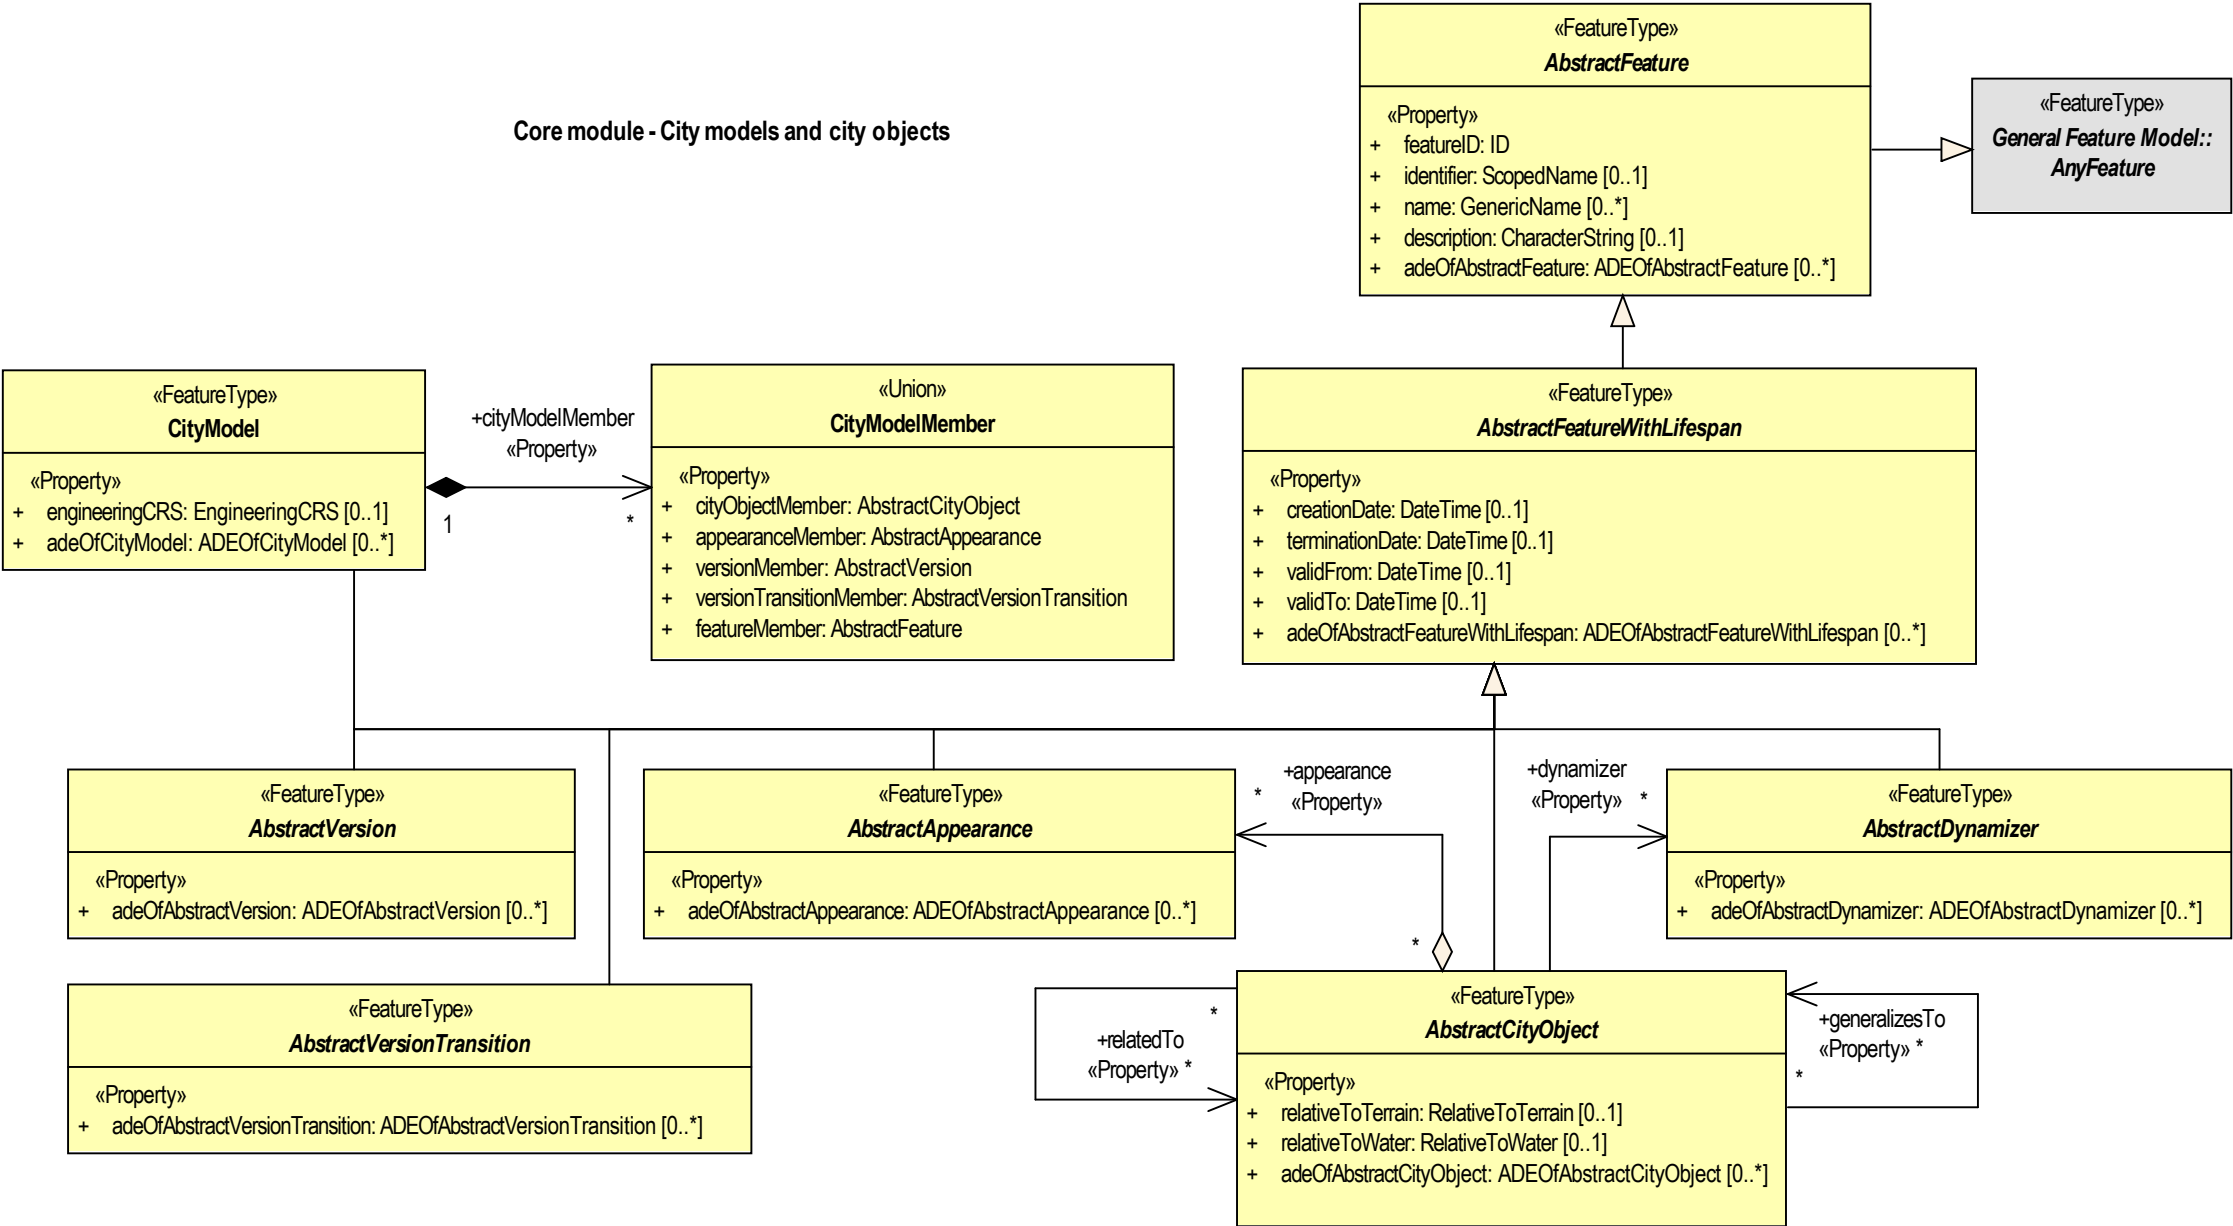 «FeatureType»
AbstractFeature
«Property»
+ featureID: ID
+ identifier: ScopedName [0..1]
+ name: GenericName [0..*]
+ description: CharacterString [0..1]
+ adeOfAbstractFeature: ADEOfAbstractFeature [0..*]
«FeatureType»
General Feature Model::
AnyFeature
Core module - City models and city objects
«FeatureType»
CityModel
«Property»
+ engineeringCRS: EngineeringCRS [0..1]
+ adeOfCityModel: ADEOfCityModel [0..*]
+cityModelMember
«Property»
1
*
«Union»
CityModelMember
«Property»
+ cityObjectMember: AbstractCityObject
+ appearanceMember: AbstractAppearance
+ versionMember: AbstractVersion
+ versionTransitionMember: AbstractVersionTransition
+ featureMember: AbstractFeature
«FeatureType»
AbstractFeatureWithLifespan
«Property»
+ creationDate: DateTime [0..1]
+ terminationDate: DateTime [0..1]
+ validFrom: DateTime [0..1]
+ validTo: DateTime [0..1]
+ adeOfAbstractFeatureWithLifespan: ADEOfAbstractFeatureWithLifespan [0..*]
«FeatureType»
AbstractVersion
«Property»
+ adeOfAbstractVersion: ADEOfAbstractVersion [0..*]
«FeatureType»
AbstractAppearance
«Property»
+ adeOfAbstractAppearance: ADEOfAbstractAppearance [0..*]
+appearance
* «Property»
*
+dynamizer
«Property» *
«FeatureType»
AbstractDynamizer
«Property»
+ adeOfAbstractDynamizer: ADEOfAbstractDynamizer [0..*]
«FeatureType»
AbstractVersionTransition
«Property»
+ adeOfAbstractVersionTransition: ADEOfAbstractVersionTransition [0..*]
*
+relatedTo
«Property» *
«FeatureType»
AbstractCityObject
«Property»
+ relativeToTerrain: RelativeToTerrain [0..1]
+ relativeToWater: RelativeToWater [0..1]
+ adeOfAbstractCityObject: ADEOfAbstractCityObject [0..*]
+generalizesTo
«Property» *
*